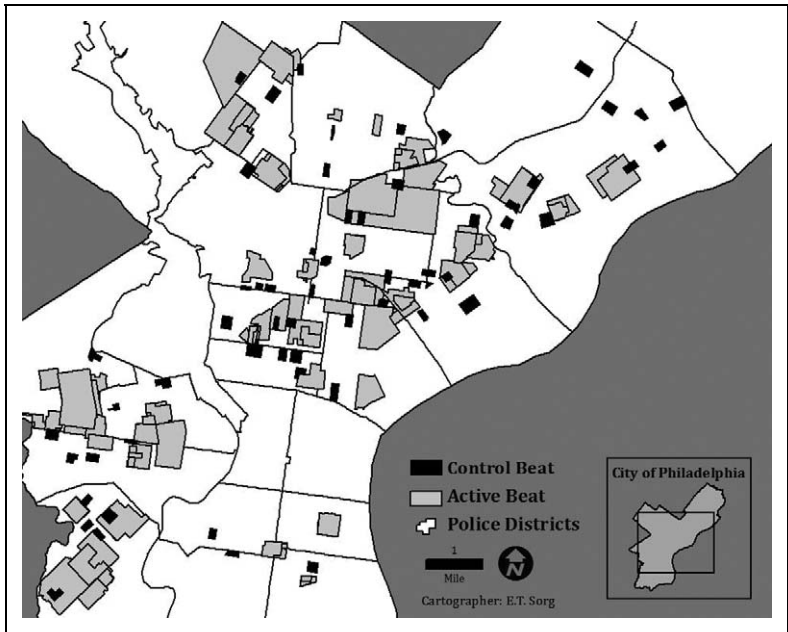 Control Beat
Active Beat
Police Districts
1
Mile
N
Cartographer: E.T. Sorg
City of Philadelphia